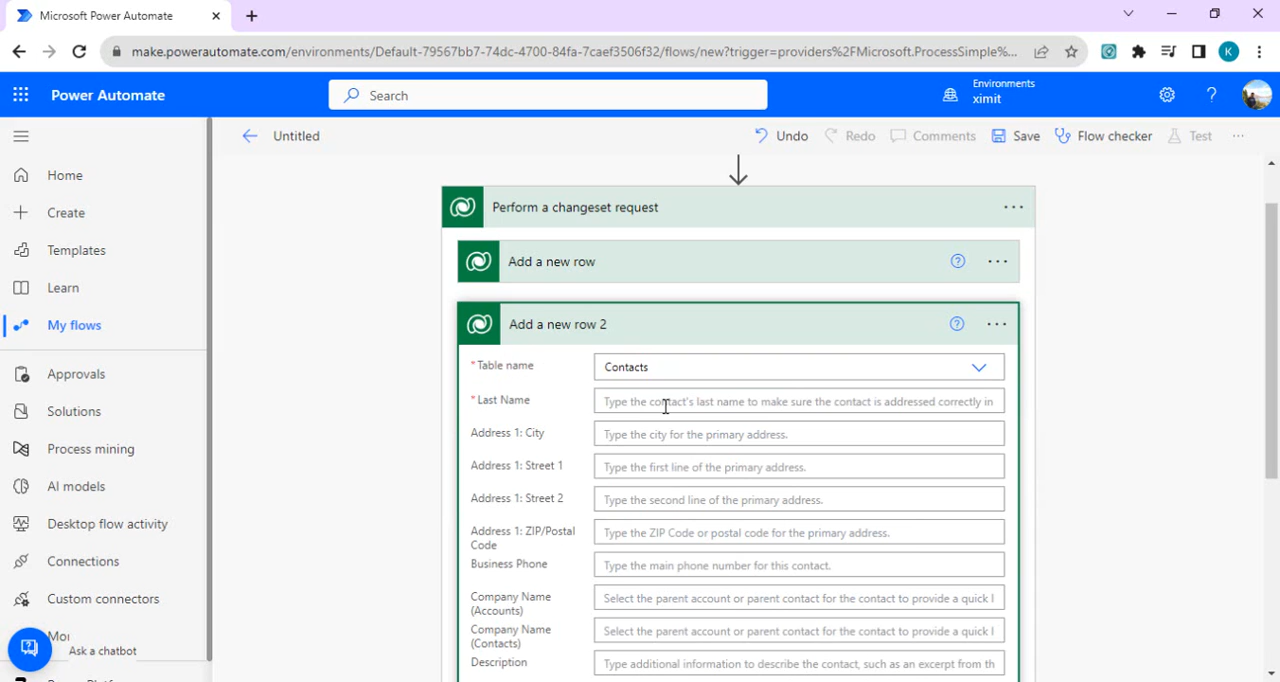 Microsoft Power Automate
make.powerautomate.com/environments/Default-79567bb7-74dc-4700-84fa-7caef3506f32/flows/new?trigger=providers%2FMicrosoft.ProcessSimple%...
K
Power Automate
Search
Environments
ximit
Untitled
Undo
Redo
Comments
Save
Flow checker
Test
Home
Create
Templates
Learn
My flows
Approvals
Solutions
Process mining
AI models
Desktop flow activity
Connections
Custom connectors
Ask a chatbot
Perform a changeset request
Add a new row
Add a new row 2
*Table name
Contacts
*Last Name
Type the contact's last name to make sure the contact is addressed correctly in
Address 1: City
Type the city for the primary address.
Address 1: Street 1
Type the first line of the primary address.
Address 1: Street 2
Type the second line of the primary address.
Address 1: ZIP/Postal
Code
Type the ZIP Code or postal code for the primary address.
Business Phone
Type the main phone number for this contact.
Company Name
(Accounts)
Select the parent account or parent contact for the contact to provide a quick l
Company Name
(Contacts)
Select the parent account or parent contact for the contact to provide a quick l
Description
Type additional information to describe the contact, such as an excerpt from th